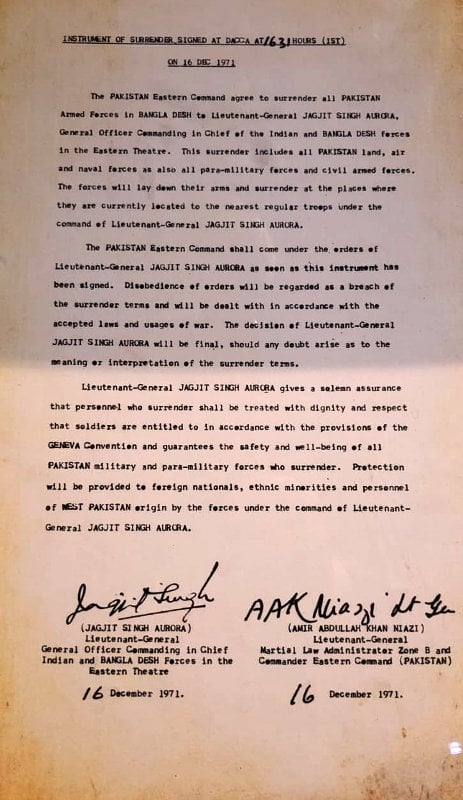 INSTRUMENT OF SURRENDER SIGNED AT DACCA AT 1631 HOURS (IST)
ON 16 DEC 1971
The PAKISTAN Eastern Command agree to surrender all PAKISTAN
Armed Forces in BANGLA DESH to Lieutenant-General JAGJIT SINGH AURORA,
General Officer Commanding in Chief of the Indian and BANGLA DESH forces
in the Eastern Theatre. This surrender includes all PAKISTAN land, air
and naval forces as also all para-military forces and civil armed forces.
The forces will lay down their arms and surrender at the places where
they are currently located to the nearest regular troops under the
command of Lieutenant-General JAGJIT SINGH AURORA.
The PAKISTAN Eastern Command shall come under the orders of
Lieutenant-General JAGJIT SINGH AURORA as soon as this instrument has
been signed. Disobedience of orders will be regarded as a breach of
the surrender terms and will be dealt with in accordance with the
accepted laws and usages of war. The decision of Lieutenant-General
JAGJIT SINGH AURORA will be final, should any doubt arise as to the
meaning or interpretation of the surrender terms.
Lieutenant-General JAGJIT SINGH AURORA gives a solemn assurance
that personnel who surrender shall be treated with dignity and respect
that soldiers are entitled to in accordance with the provisions of the
GENEVA Convention and guarantees the safety and well-being of all
PAKISTAN military and para-military forces who surrender. Protection
will be provided to foreign nationals, ethnic minorities and personnel
of WEST PAKISTAN origin by the forces under the command of Lieutenant-
General JAGJIT SINGH AURORA.
Jagjit Singh
AAK Niazi Lt Gen
(JAGJIT SINGH AURORA)
Lieutenant-General
General Officer Commanding in Chief
Indian and BANGLA DESH Forces in the
Eastern Theatre
16 December 1971.
(AMIR ABDULLAH KHAN NIAZI)
Lieutenant-General
Martial Law Administrator Zone B and
Commander Eastern Command (PAKISTAN)
16 December 1971.